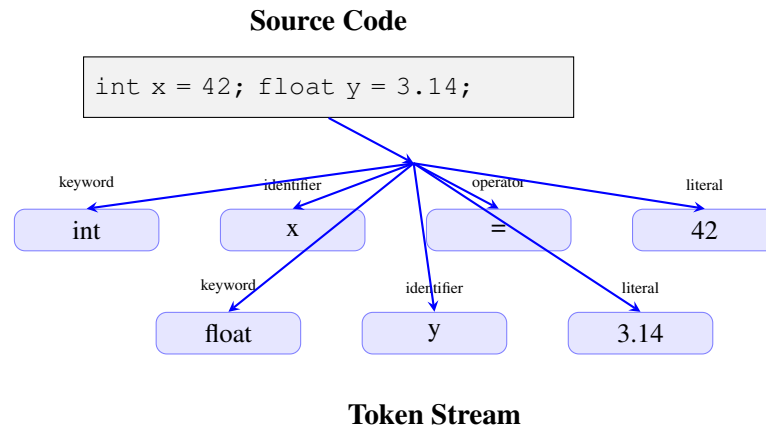 Source Code
int x = 42; float y = 3.14;
keyword identifier operator literal
int x = 42
keyword identifier literal
float y 3.14
Token Stream